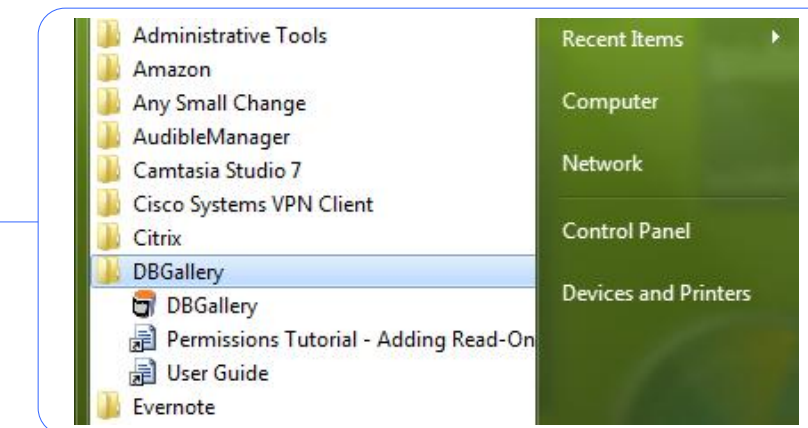 Administrative Tools
Amazon
Any Small Change
AudibleManager
Camtasia Studio 7
Cisco Systems VPN Client
Citrix
DBGallery
DBGallery
Permissions Tutorial - Adding Read-On
User Guide
Evernote
Recent Items
Computer
Network
Control Panel
Devices and Printers